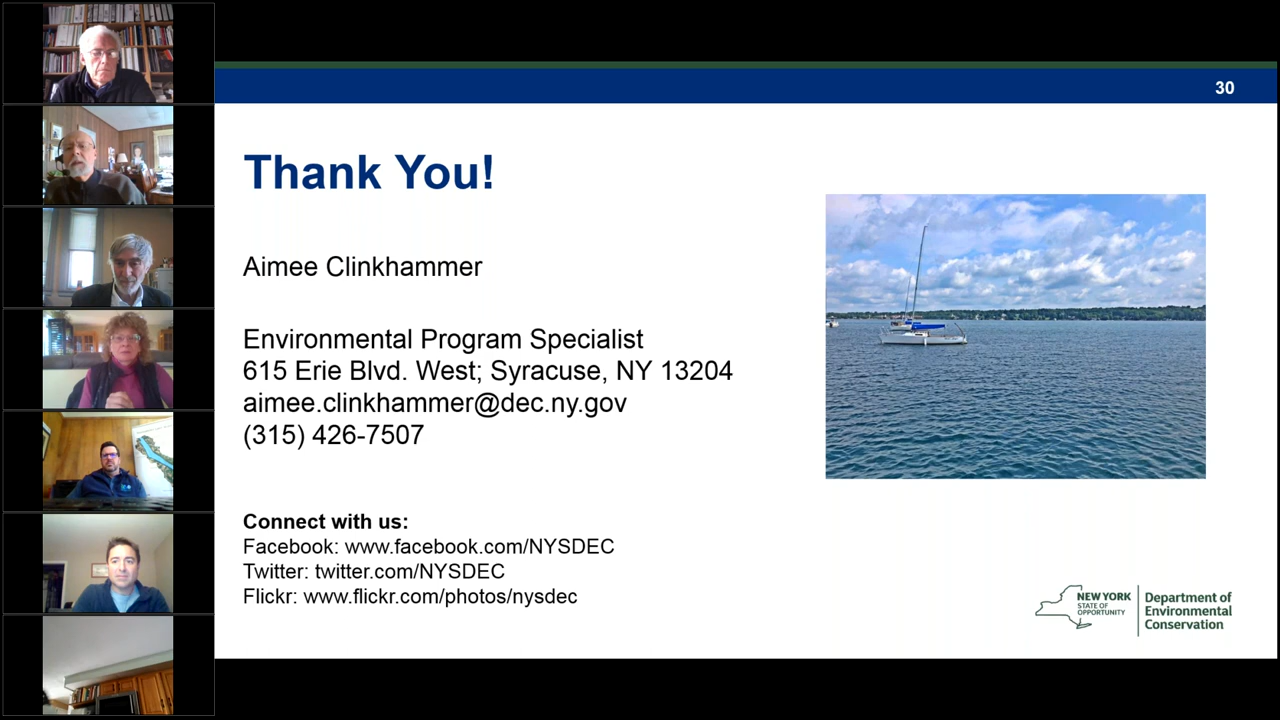 30
Thank You!
Aimee Clinkhammer
Environmental Program Specialist
615 Erie Blvd. West; Syracuse, NY 13204
aimee.clinkhammer@dec.ny.gov
(315) 426-7507
Connect with us:
Facebook: www.facebook.com/NYSDEC
Twitter: twitter.com/NYSDEC
Flickr: www.flickr.com/photos/nysdec
NEW YORK
STATE OF
OPPORTUNITY
Department of
Environmental
Conservation